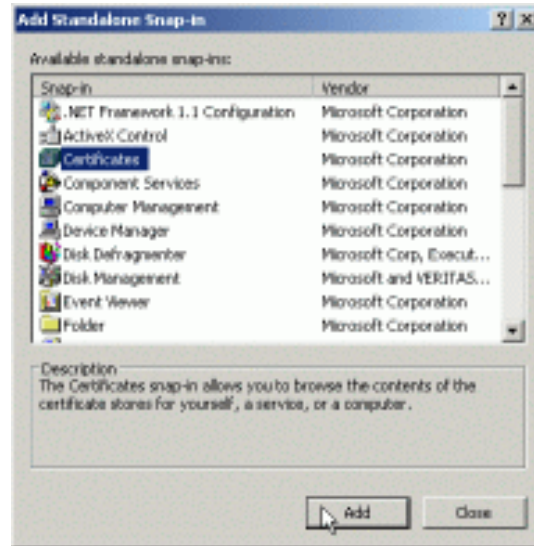 Add Standalone Snap-in
Available standalone snap-ins:
Snap-in Vendor
.NET Framework 1.1 Configuration Microsoft Corporation
ActiveX Control Microsoft Corporation
Certificates Microsoft Corporation
Component Services Microsoft Corporation
Computer Management Microsoft Corporation
Device Manager Microsoft Corporation
Disk Defragmenter Microsoft Corp, Execut...
Disk Management Microsoft and VERITAS...
Event Viewer Microsoft Corporation
Folder Microsoft Corporation
Description
The Certificates snap-in allows you to browse the contents of the
certificate stores for yourself, a service, or a computer.
Add Close